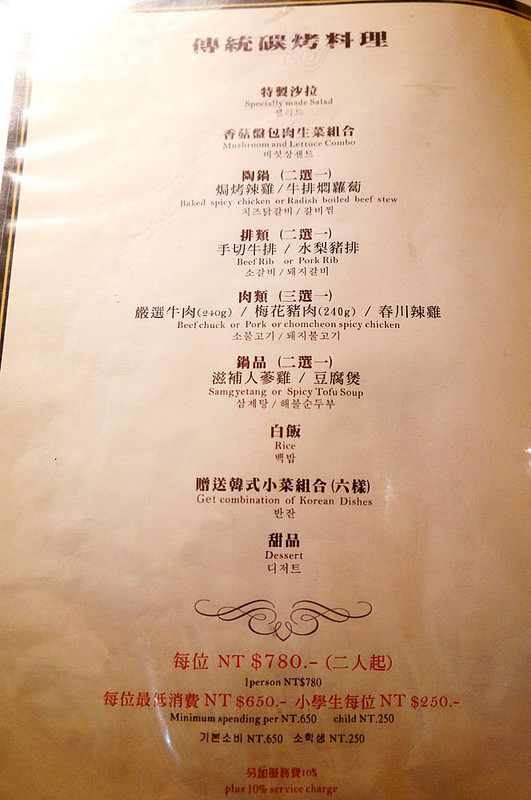 傳統碳烤料理
特製沙拉
Specially made Salad
샐러드
香菇盤包肉生菜組合
Mushroom and Lettuce Combo
버섯상셋트
陶鍋 (二選一)
焗烤辣雞/牛排燜蘿蔔
Baked spicy chicken or Radish boiled beef stew
치즈닭갈비/갈비찜
排類 (二選一)
手切牛排 / 水梨豬排
Beef Rib or Pork Rib
소갈비/돼지갈비
肉類 (三選一)
嚴選牛肉(240g) / 梅花豬肉(240g) / 春川辣雞
Beef chuck or Pork or chomcheon spicy chicken
소불고기/돼지불고기
鍋品 (二選一)
滋補人蔘雞 / 豆腐煲
Samgyetang or Spicy Tofu Soup
삼제탕/해불순두부
白飯
Rice
백밥
贈送韓式小菜組合(六樣)
Get combination of Korean Dishes
반찬
甜品
Dessert
디저트
每位 NT $780.- (二人起)
1person NT$780
每位最低消費 NT $650.- 小學生每位 NT $250.-
Minimum spending per NT.650 child NT.250
기본소비 NT.650 소학생 NT.250
另加服務費10%
plus 10% service charge